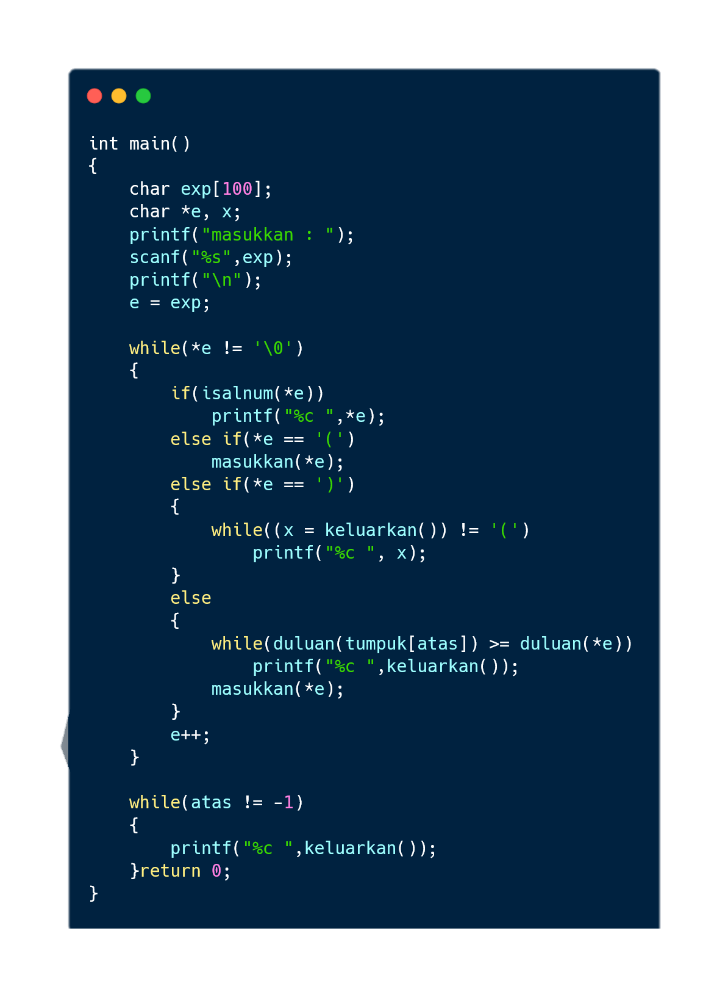 int main()
{
    char exp[100];
    char *e, x;
    printf("masukkan : ");
    scanf("%s",exp);
    printf("\n");
    e = exp;

    while(*e != '\0')
    {
        if(isalnum(*e))
            printf("%c ",*e);
        else if(*e == '(')
            masukkan(*e);
        else if(*e == ')')
        {
            while((x = keluarkan()) != '(')
                printf("%c ", x);
        }
        else
        {
            while(duluan(tumpuk[atas]) >= duluan(*e))
                printf("%c ",keluarkan());
            masukkan(*e);
        }
        e++;
    }

    while(atas != -1)
    {
        printf("%c ",keluarkan());
    }return 0;
}